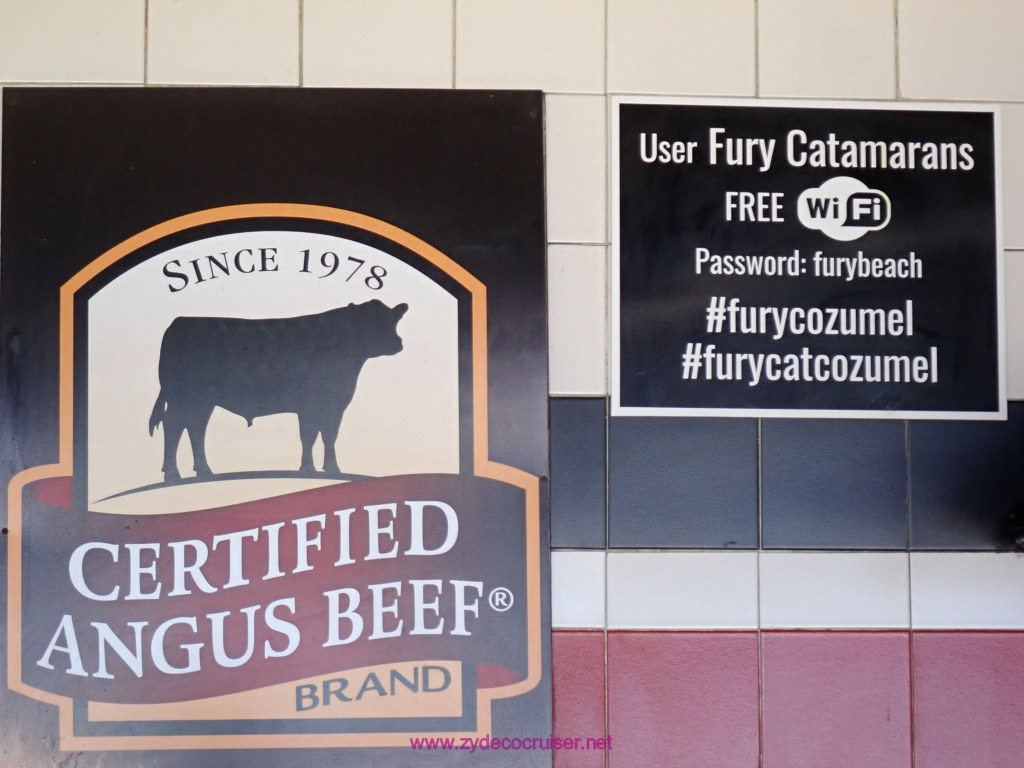 SINCE 1978
CERTIFIED
ANGUS BEEF®
BRAND
User Fury Catamarans
FREE WiFi
Password: furybeach
#furycozumel
#furycatcozumel
www.zydecocruiser.net